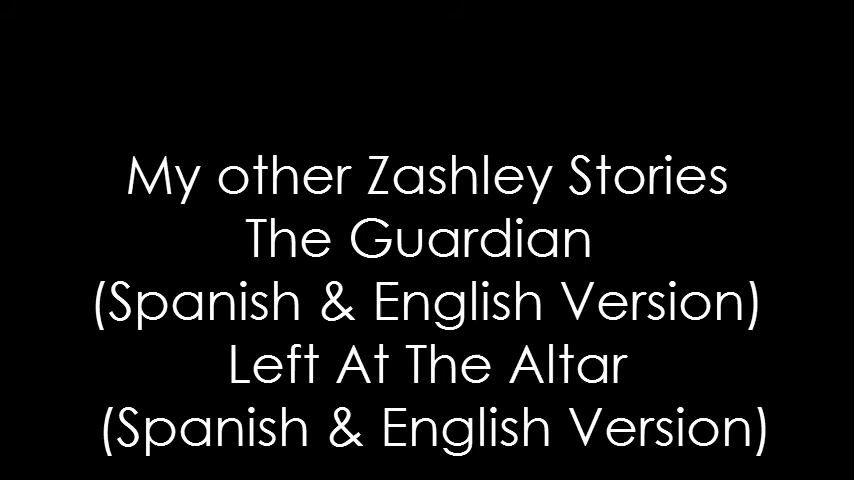 My other Zashley Stories
The Guardian
(Spanish & English Version)
Left At The Altar
(Spanish & English Version)